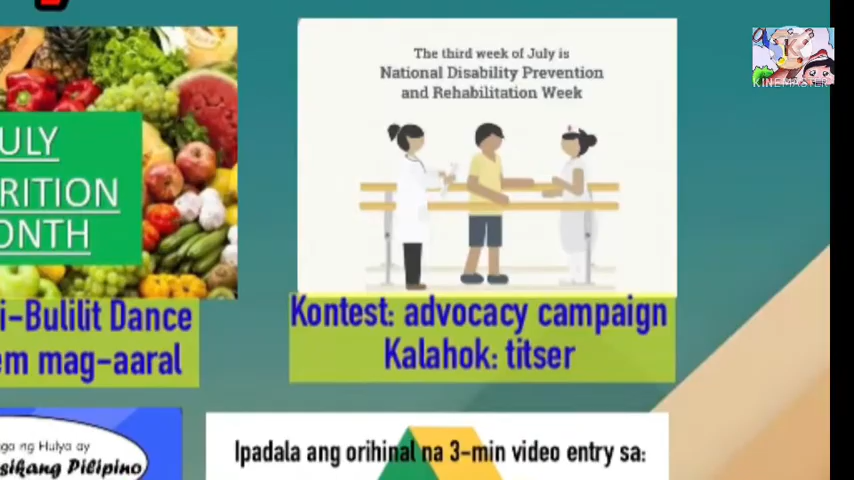 The third week of July is
National Disability Prevention
and Rehabilitation Week
KINEMASTER
ULY
RITION
ONTH
i-Bulilit Dance
em mag-aaral
Kontest: advocacy campaign
Kalahok: titser
ga ng Hulya ay
sikang Pilipino
Ipadala ang orihinal na 3-min video entry sa: